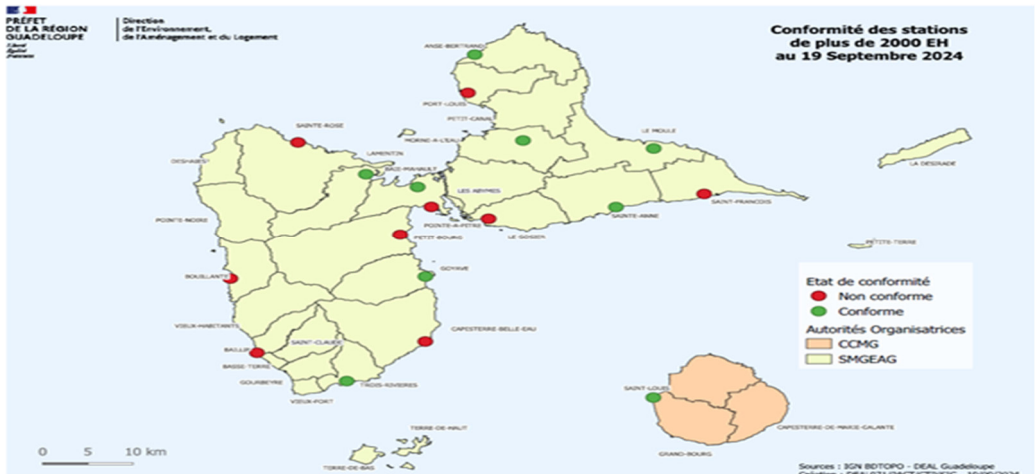 PRÉFET
DE LA RÉGION
GUADELOUPE
Liberté
Égalité
Fraternité
Direction
de l'Environnement,
de l'Aménagement et du Logement
Conformité des stations
de plus de 2000 EH
au 19 Septembre 2024
ANSE-BERTRAND
PORT-LOUIS
PETIT-CANAL
SAINTE-ROSE
MORNE-A-L'EAU
LE MOULE
LAMENTIN
DESHAIES
BAIE-MAHAULT
LA DESIRADE
LES ABYMES
SAINT-FRANCOIS
POINTE-NOIRE
SAINTE-ANNE
POINTE-A-PITRE
LE GOSIER
PETIT-BOURG
PETITE-TERRE
GOYAVE
BOUILLANTE
Etat de conformité
Non conforme
Conforme
Autorités Organisatrices
CCMG
SMGEAG
VIEUX-HABITANTS
CAPESTERRE-BELLE-EAU
SAINT-CLAUDE
BAILLIF
BASSE-TERRE
GOURBEYRE
TROIS-RIVIERES
VIEUX-FORT
SAINT-LOUIS
CAPESTERRE-DE-MARIE-GALANTE
TERRE-DE-HAUT
GRAND-BOURG
TERRE-DE-BAS
0 5 10 km
Sources : IGN BDTOPO - DEAL Guadeloupe